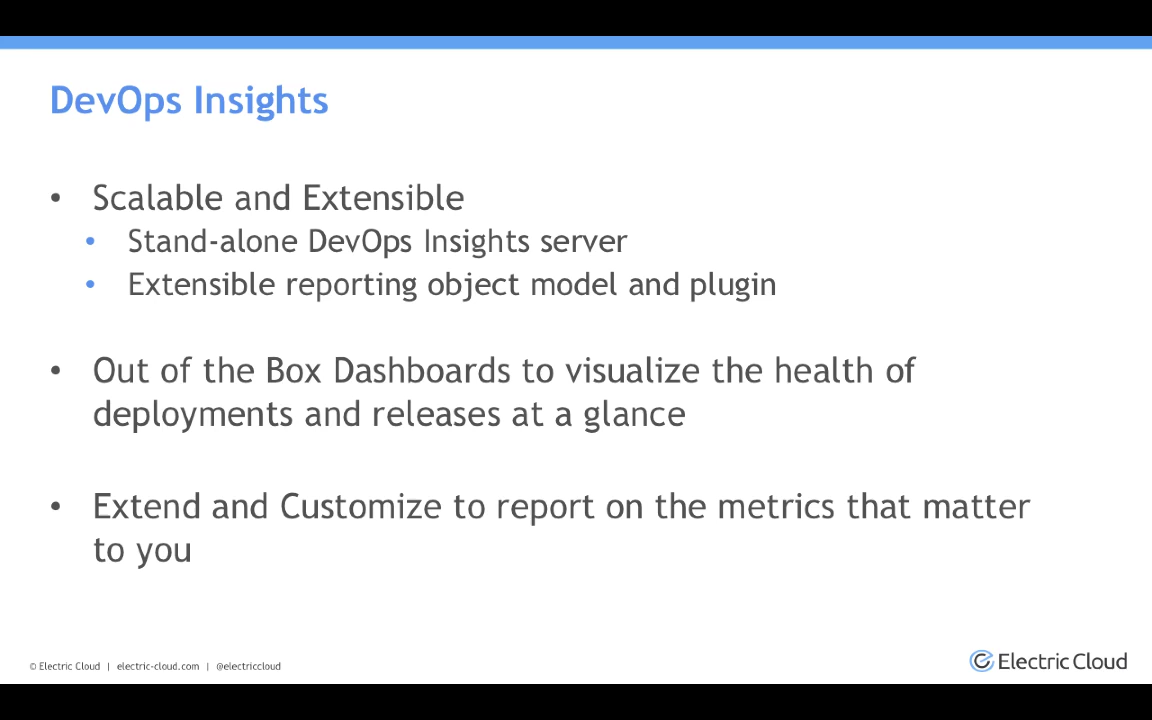 DevOps Insights
• Scalable and Extensible
• Stand-alone DevOps Insights server
• Extensible reporting object model and plugin
• Out of the Box Dashboards to visualize the health of
deployments and releases at a glance
• Extend and Customize to report on the metrics that matter
to you
© Electric Cloud | electric-cloud.com | @electriccloud
Electric Cloud